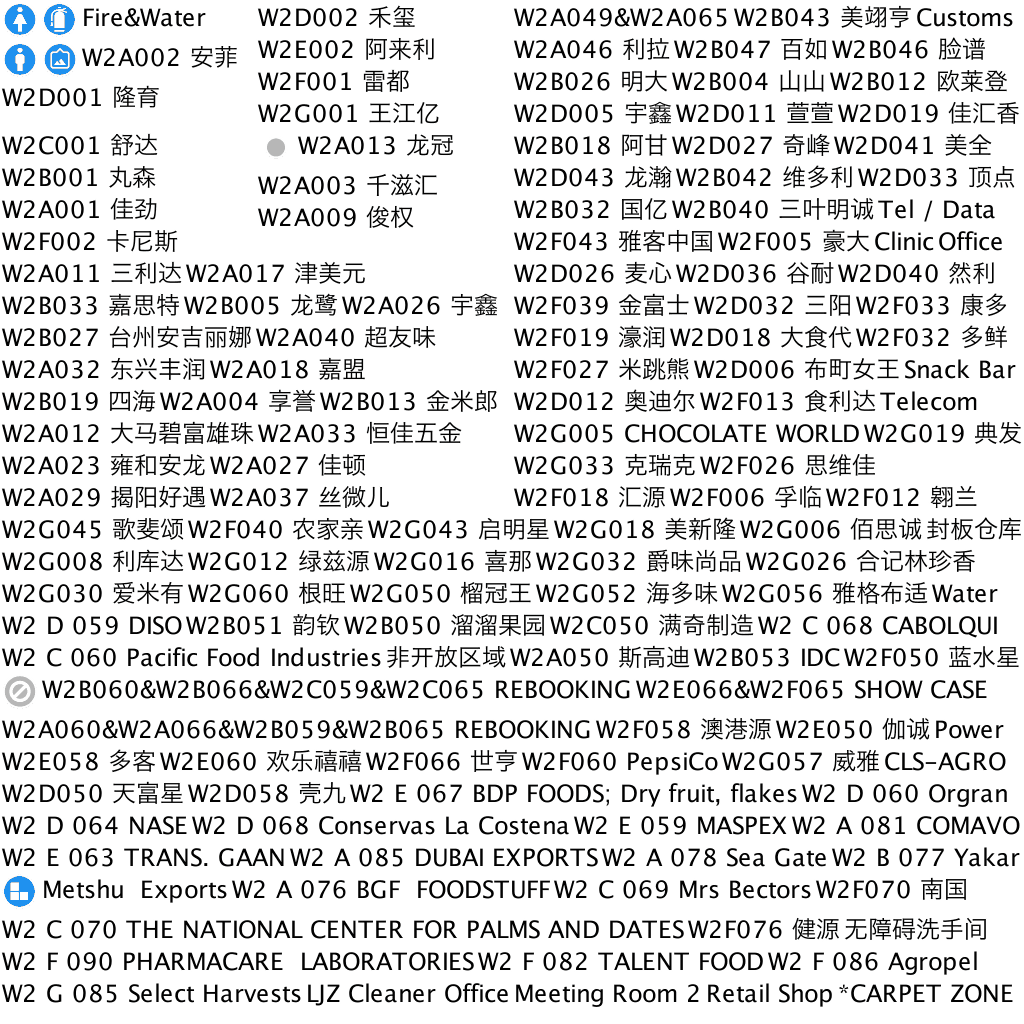 Fire&Water
W2A002 安菲
W2D001 隆育
W2C001 舒达
W2B001 丸森
W2A001 佳劲
W2F002 卡尼斯
W2D002 禾玺
W2E002 阿来利
W2F001 雷都
W2G001 王江亿
W2A013 龙冠
W2A003 千滋汇
W2A009 俊权
W2A011 三利达 W2A017 津美元
W2B033 嘉思特 W2B005 龙鹭 W2A026 宇鑫
W2B027 台州安吉丽娜 W2A040 超友味
W2A032 东兴丰润 W2A018 嘉盟
W2B019 四海 W2A004 享誉 W2B013 金米郎
W2A012 大马碧富雄珠 W2A033 恒佳五金
W2A023 雍和安龙 W2A027 佳顿
W2A029 揭阳好遇 W2A037 丝微儿
W2A049&W2A065 W2B043 美翊亨 Customs
W2A046 利拉 W2B047 百如 W2B046 脸谱
W2B026 明大 W2B004 山山 W2B012 欧莱登
W2D005 宇鑫 W2D011 萱萱 W2D019 佳汇香
W2B018 阿甘 W2D027 奇峰 W2D041 美全
W2D043 龙瀚 W2B042 维多利 W2D033 顶点
W2B032 国亿 W2B040 三叶明诚 Tel / Data
W2F043 雅客中国 W2F005 豪大 Clinic Office
W2D026 麦心 W2D036 谷耐 W2D040 然利
W2F039 金富士 W2D032 三阳 W2F033 康多
W2F019 濠润 W2D018 大食代 W2F032 多鲜
W2F027 米跳熊 W2D006 布町女王 Snack Bar
W2D012 奥迪尔 W2F013 食利达 Telecom
W2G005 CHOCOLATE WORLD W2G019 典发
W2G033 克瑞克 W2F026 思维佳
W2F018 汇源 W2F006 孚临 W2F012 翱兰
W2G045 歌斐颂 W2F040 农家亲 W2G043 启明星 W2G018 美新隆 W2G006 佰思诚 封板仓库
W2G008 利库达 W2G012 绿兹源 W2G016 喜那 W2G032 爵味尚品 W2G026 合记林珍香
W2G030 爱米有 W2G060 根旺 W2G050 榴冠王 W2G052 海多味 W2G056 雅格布适 Water
W2 D 059 DISO W2B051 韵钦 W2B050 溜溜果园 W2C050 满奇制造 W2 C 068 CABOLQUI
W2 C 060 Pacific Food Industries 非开放区域 W2A050 斯高迪 W2B053 IDC W2F050 蓝水星
W2B060&W2B066&W2C059&W2C065 REBOOKING W2E066&W2F065 SHOW CASE
W2A060&W2A066&W2B059&W2B065 REBOOKING W2F058 澳港源 W2E050 伽诚 Power
W2E058 多客 W2E060 欢乐禧禧 W2F066 世亨 W2F060 PepsiCo W2G057 威雅 CLS-AGRO
W2D050 天富星 W2D058 壳九 W2 E 067 BDP FOODS; Dry fruit, flakes W2 D 060 Orgran
W2 D 064 NASE W2 D 068 Conservas La Costena W2 E 059 MASPEX W2 A 081 COMAVO
W2 E 063 TRANS. GAAN W2 A 085 DUBAI EXPORTS W2 A 078 Sea Gate W2 B 077 Yakar
Metshu Exports W2 A 076 BGF FOODSTUFF W2 C 069 Mrs Bectors W2F070 南国
W2 C 070 THE NATIONAL CENTER FOR PALMS AND DATES W2F076 健源 无障碍洗手间
W2 F 090 PHARMACARE LABORATORIES W2 F 082 TALENT FOOD W2 F 086 Agropel
W2 G 085 Select Harvests LJZ Cleaner Office Meeting Room 2 Retail Shop *CARPET ZONE